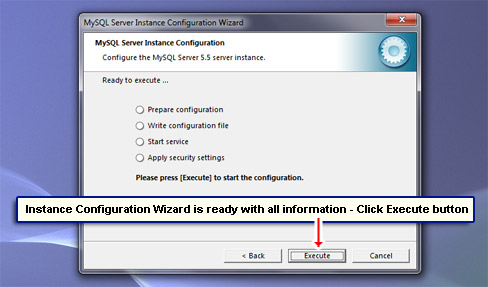 MySQL Server Instance Configuration Wizard
MySQL Server Instance Configuration
Configure the MySQL Server 5.5 server instance.
Ready to execute ...
Prepare configuration
Write configuration file
Start service
Apply security settings
Please press [Execute] to start the configuration.
Instance Configuration Wizard is ready with all information - Click Execute button
< Back
Execute
Cancel